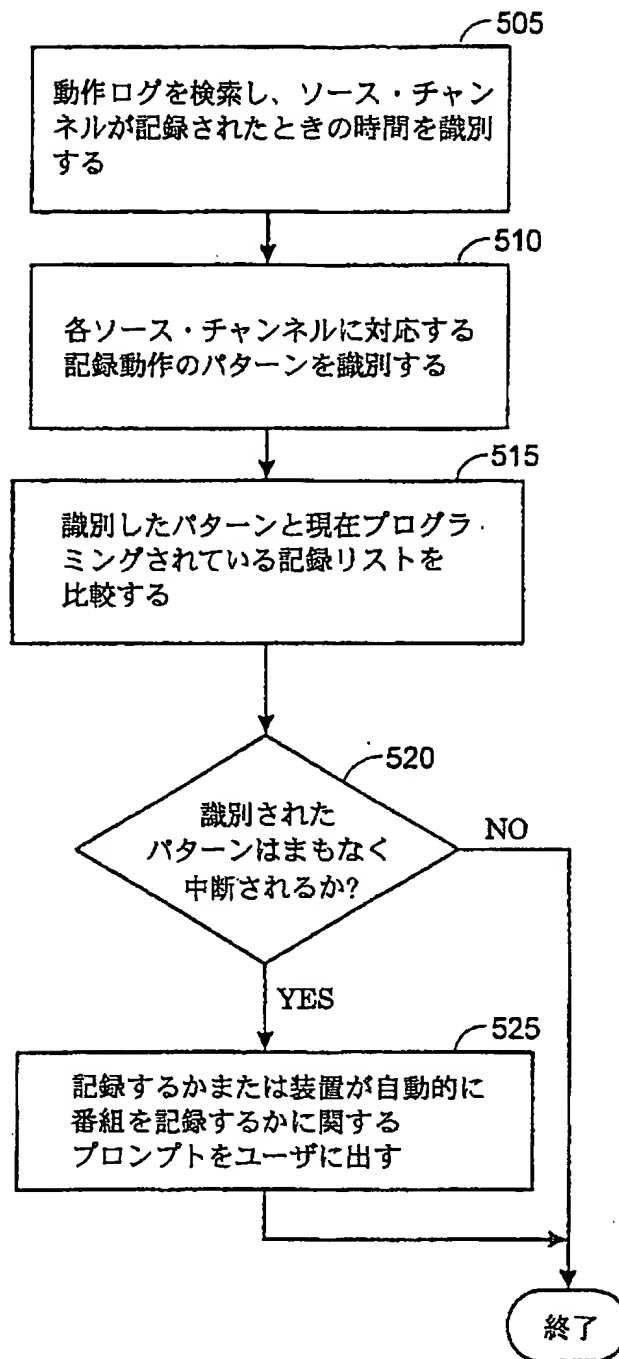 505
動作ログを検索し、ソース・チャン
ネルが記録されたときの時間を識別
する
510
各ソース・チャンネルに対応する
記録動作のパターンを識別する
515
識別したパターンと現在プログラ
ミングされている記録リストを
比較する
520
識別された
パターンはまもなく
中断されるか?
NO
YES
525
記録するかまたは装置が自動的に
番組を記録するかに関する
プロンプトをユーザに出す
終了